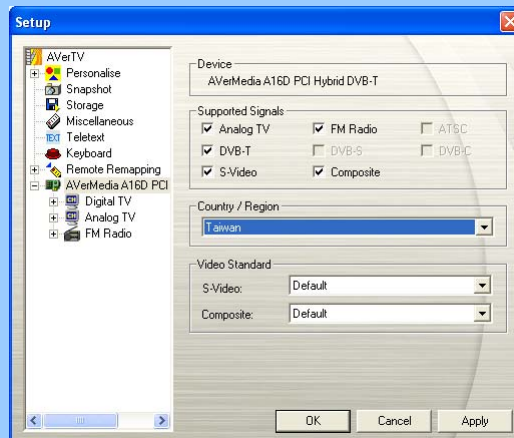 Setup
AVerTV
Personalise
Snapshot
Storage
Miscellaneous
TEXT Teletext
Keyboard
Remote Remapping
AVerMedia A16D PCI
CH Digital TV
CH Analog TV
FM Radio
Device
AVerMedia A16D PCI Hybrid DVB-T
Supported Signals
Analog TV FM Radio ATSC
DVB-T DVB-S DVB-C
S-Video Composite
Country / Region
Taiwan
Video Standard
S-Video: Default
Composite: Default
OK Cancel Apply